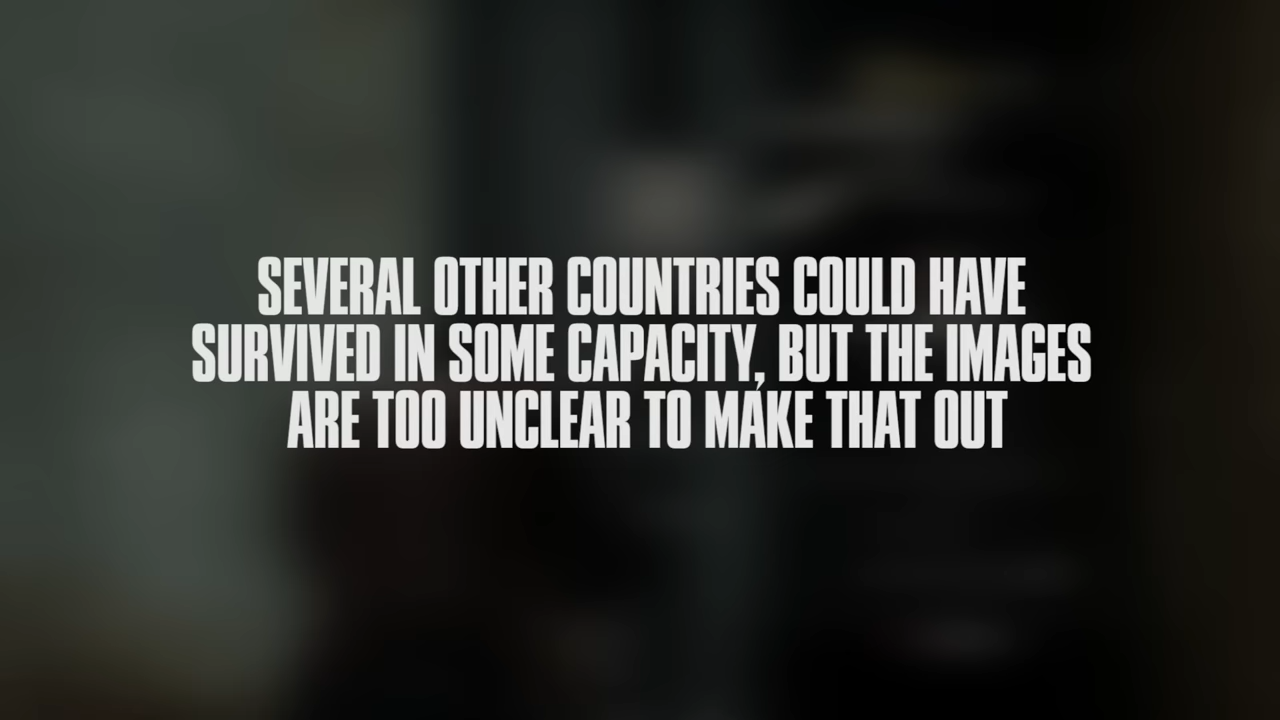 SEVERAL OTHER COUNTRIES COULD HAVE
SURVIVED IN SOME CAPACITY, BUT THE IMAGES
ARE TOO UNCLEAR TO MAKE THAT OUT